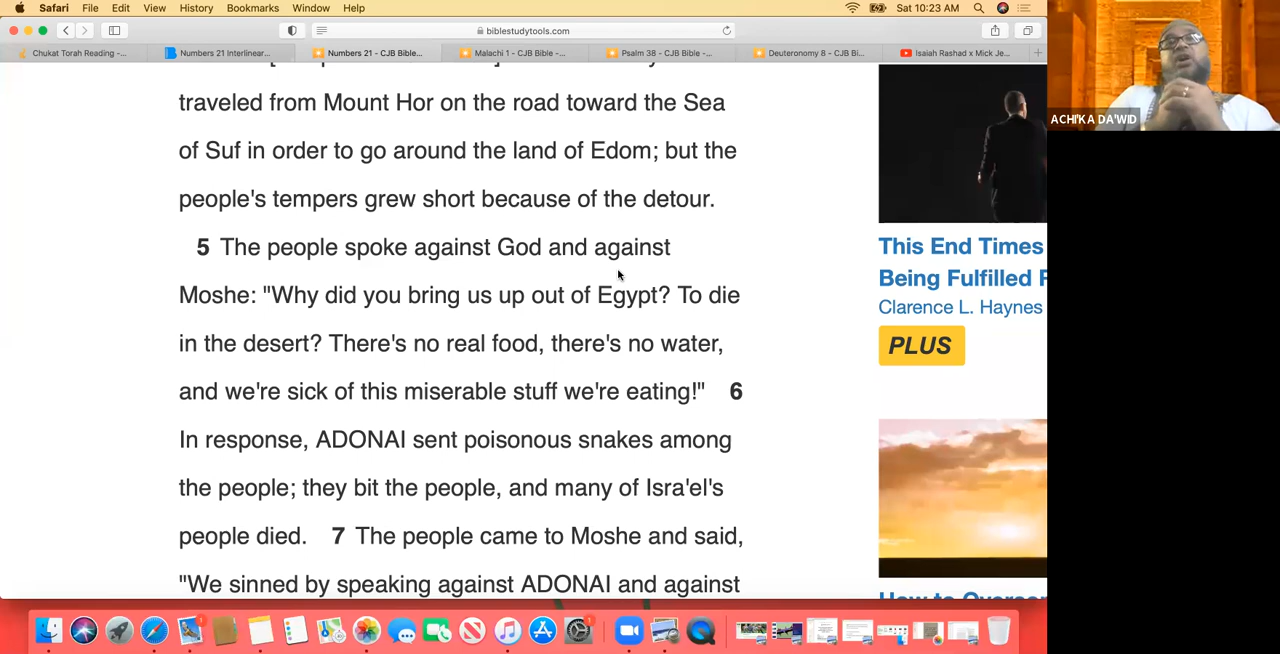 Safari File Edit View History Bookmarks Window Help Sat 10:23 AM
biblestudytools.com
Chukat Torah Reading -... Numbers 21 Interlinear... Numbers 21 - CJB Bible... Malachi 1 - CJB Bible -... Psalm 38 - CJB Bible -... Deuteronomy 8 - CJB Bi... Isaiah Rashad x Mick Je...
traveled from Mount Hor on the road toward the Sea
of Suf in order to go around the land of Edom; but the
people's tempers grew short because of the detour.
5 The people spoke against God and against
Moshe: "Why did you bring us up out of Egypt? To die
in the desert? There's no real food, there's no water,
and we're sick of this miserable stuff we're eating!" 6
In response, ADONAI sent poisonous snakes among
the people; they bit the people, and many of Isra'el's
people died. 7 The people came to Moshe and said,
"We sinned by speaking against ADONAI and against
This End Times
Being Fulfilled
Clarence L. Haynes
PLUS
How to
ACHI'KA DA'WID